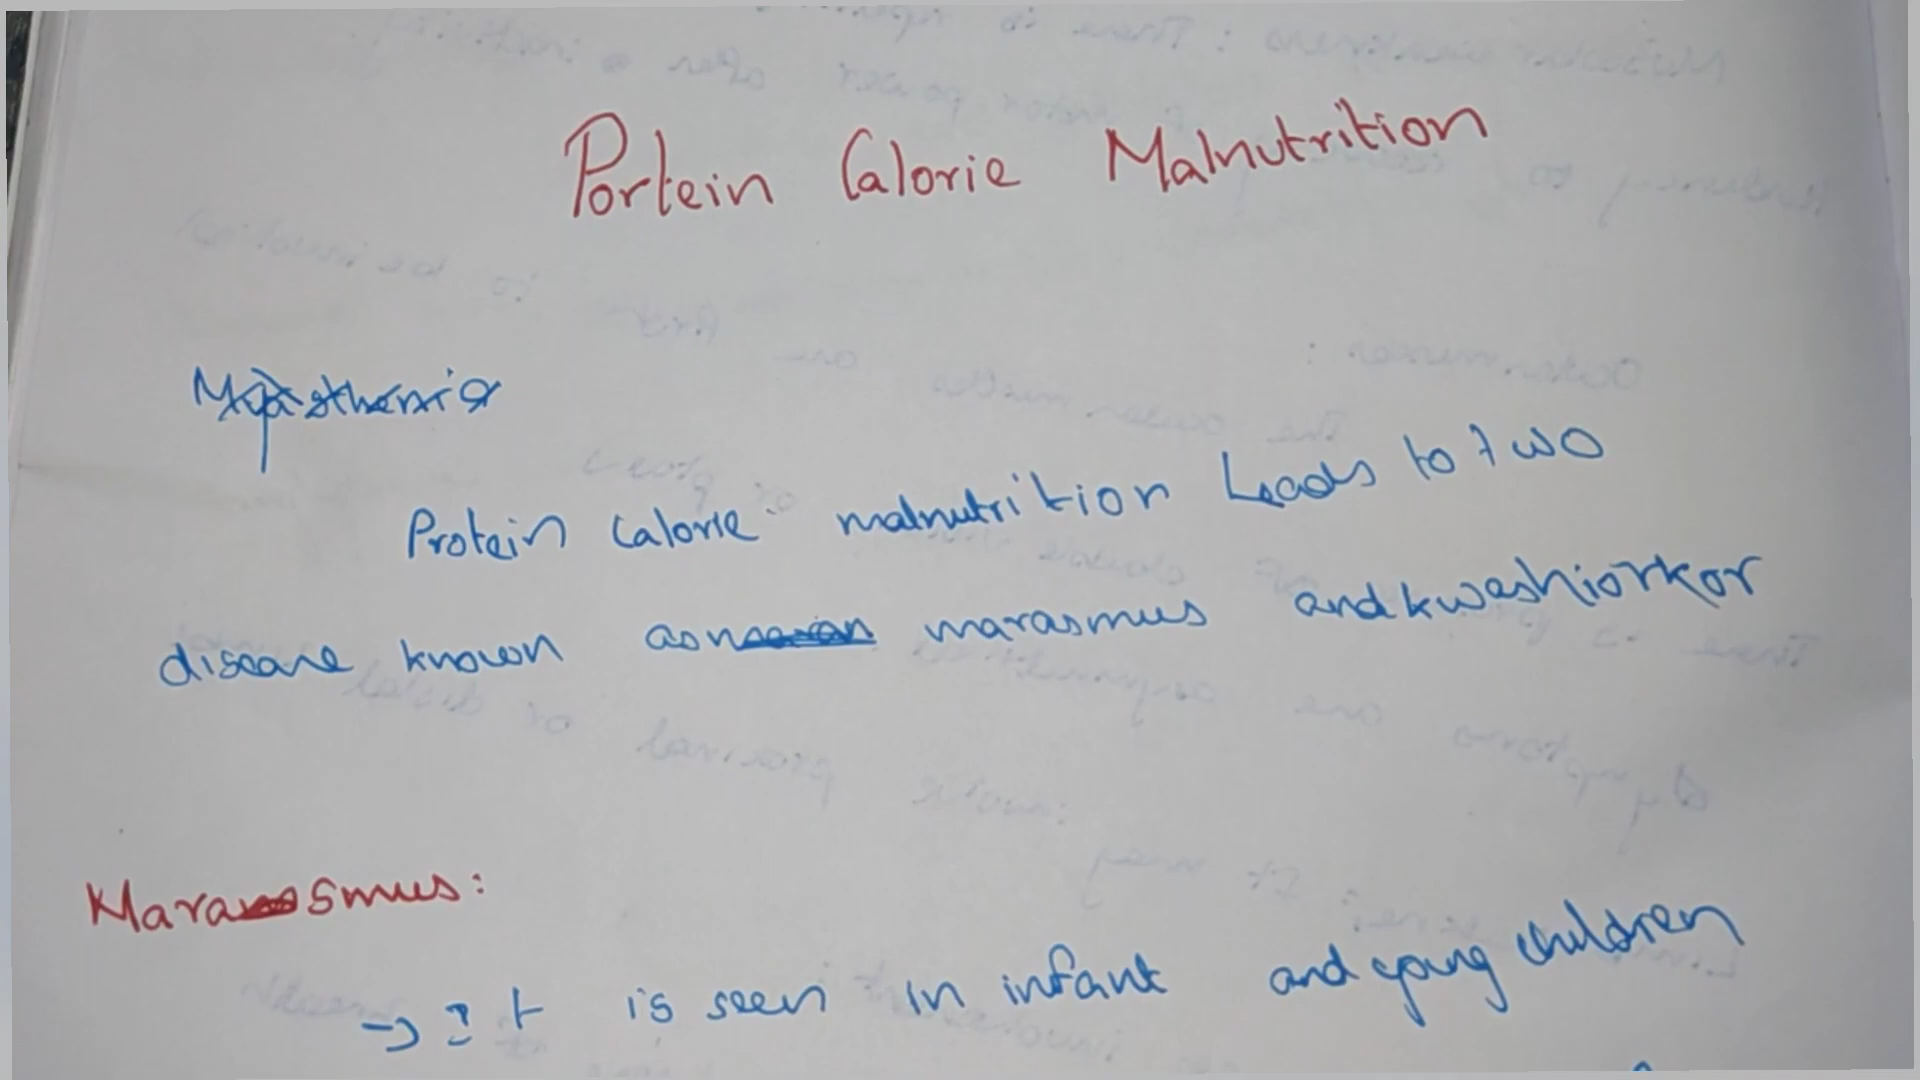 Portein Calorie Malnutrition
Protein calorie malnutrition Leads to two
disease known as marasmus and kwashiorkor
Marasmus:
→ It is seen in infant and young children